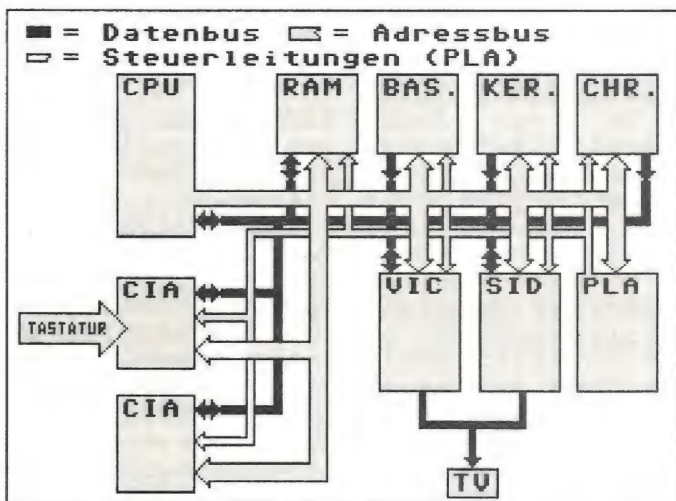 = Datenbus = Adressbus
= Steuerleitungen (PLA)
CPU RAM BAS. KER. CHR.
CIA VIC SID PLA
TASTATUR
CIA
TV